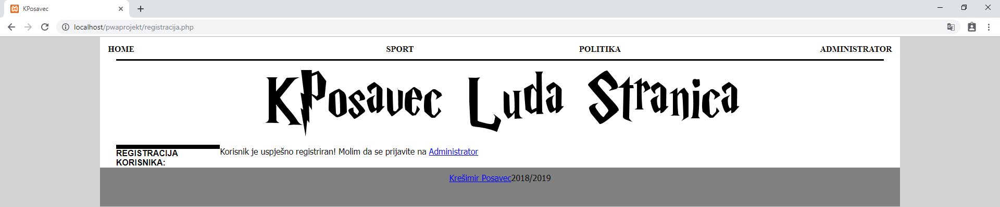 KPosavec
localhost/pwaprojekt/registracija.php
HOME SPORT POLITIKA ADMINISTRATOR
KPosavec Luda Stranica
REGISTRACIJA
KORISNIKA:
Korisnik je uspješno registriran! Molim da se prijavite na Administrator
Krešimir Posavec2018/2019